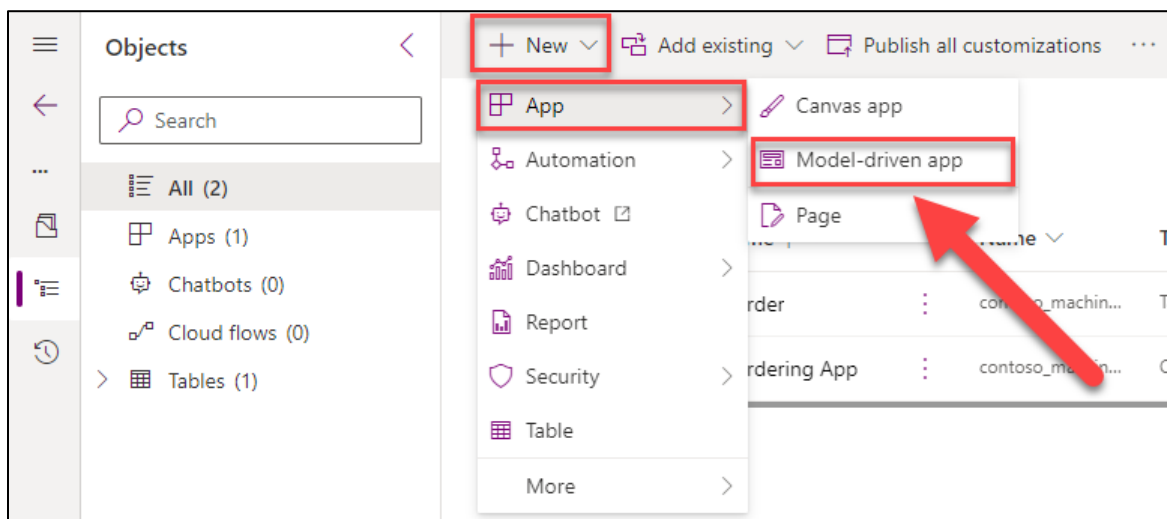 Objects
Search
All (2)
Apps (1)
Chatbots (0)
Cloud flows (0)
Tables (1)
New
Add existing
Publish all customizations
...
App
Automation
Chatbot
Dashboard
Report
Security
Table
More
Canvas app
Model-driven app
Page
Name
rder
contoso_machin...
rdering App
contoso_machin...